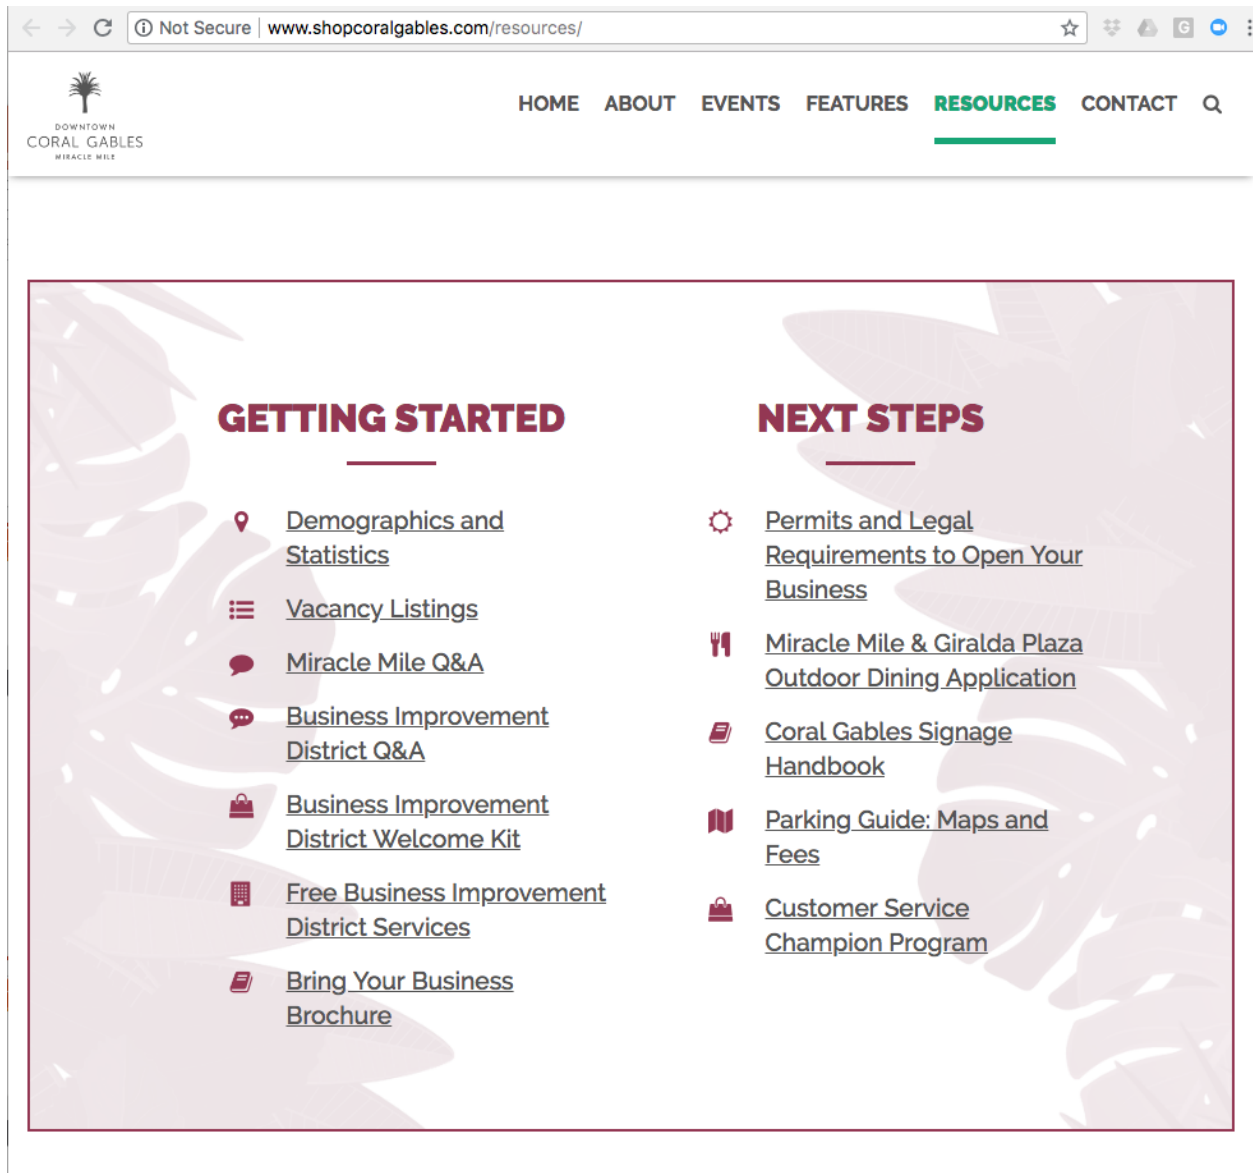 Not Secure | www.shopcoralgables.com/resources/
G
DOWNTOWN
CORAL GABLES
MIRACLE MILE
HOME ABOUT EVENTS FEATURES RESOURCES CONTACT
GETTING STARTED
Demographics and
Statistics
Vacancy Listings
Miracle Mile Q&A
Business Improvement
District Q&A
Business Improvement
District Welcome Kit
Free Business Improvement
District Services
Bring Your Business
Brochure
NEXT STEPS
Permits and Legal
Requirements to Open Your
Business
Miracle Mile & Giralda Plaza
Outdoor Dining Application
Coral Gables Signage
Handbook
Parking Guide: Maps and
Fees
Customer Service
Champion Program